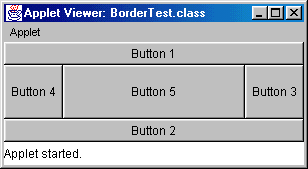 Applet Viewer: BorderTest.class
Applet
Button 1
Button 4 Button 5 Button 3
Button 2
Applet started.